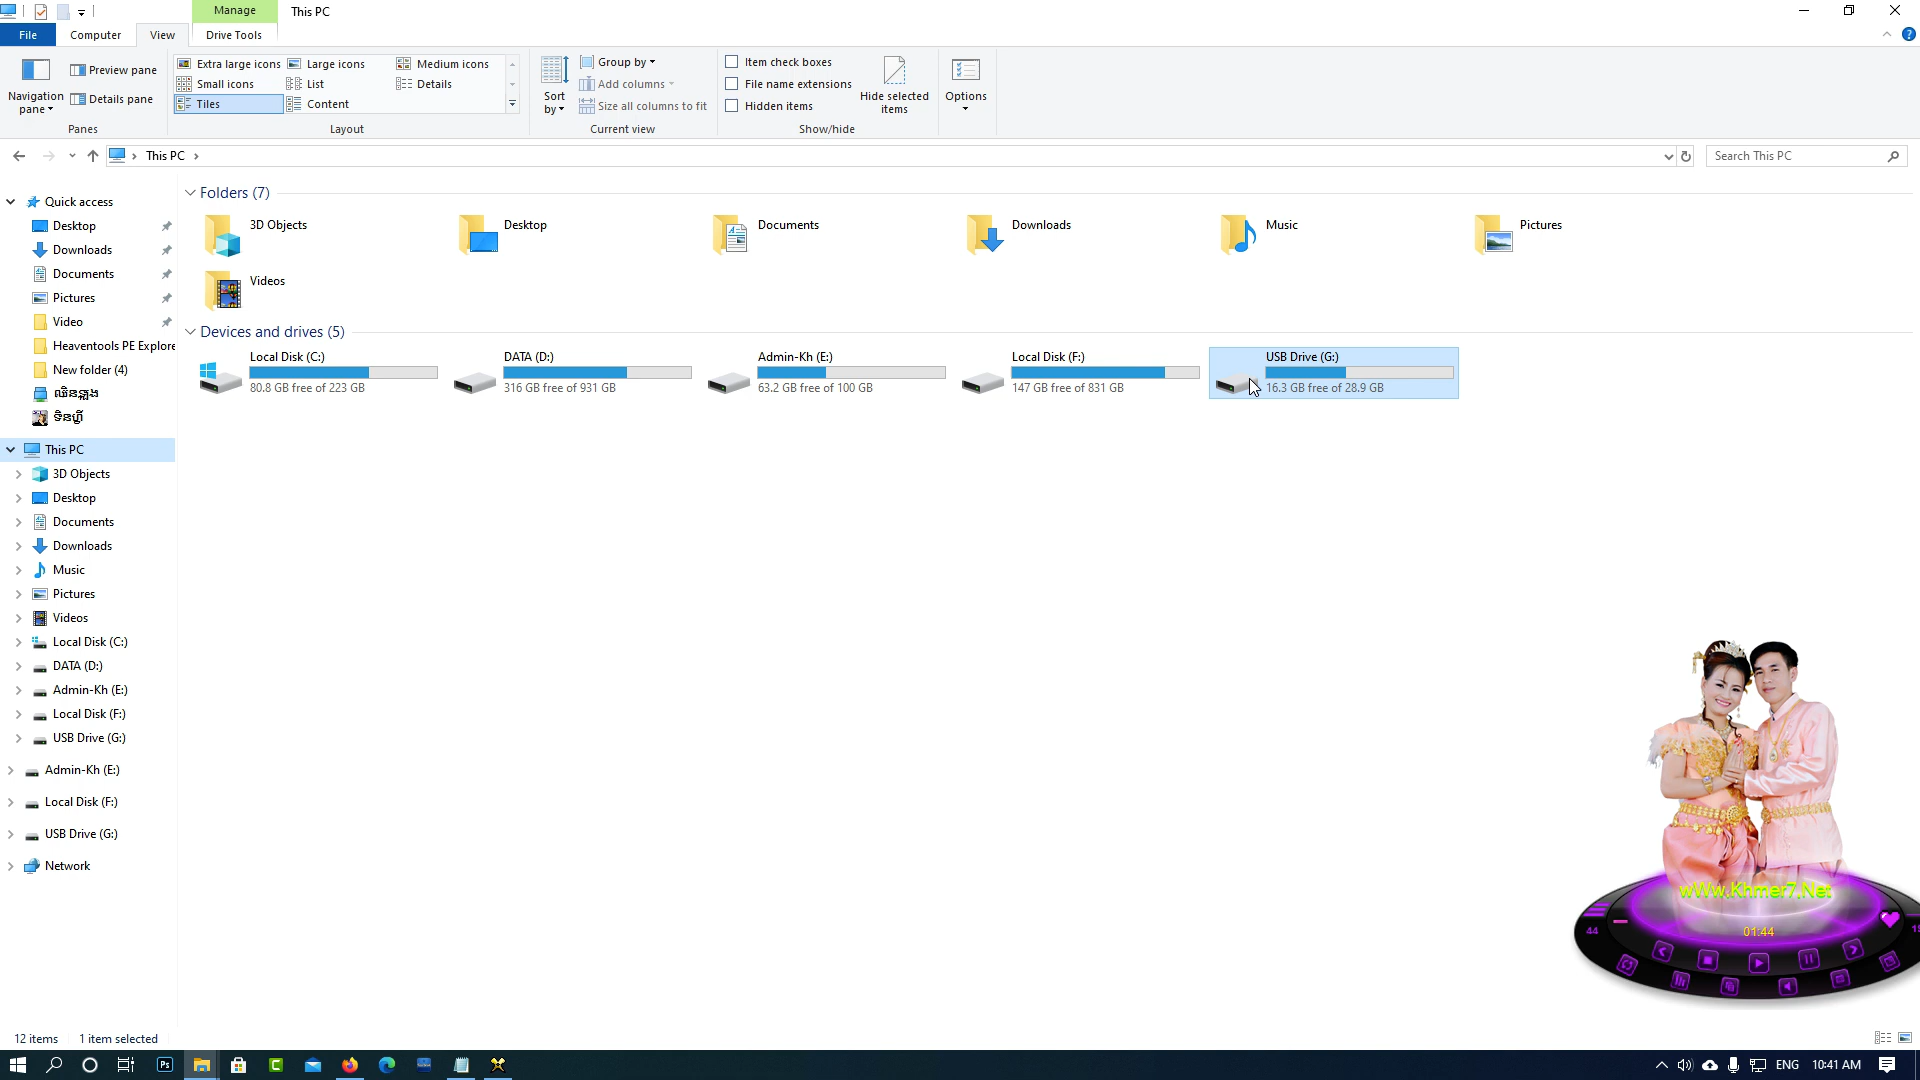 Manage
This PC
File
Computer
View
Drive Tools
Navigation pane
Preview pane
Details pane
Panes
Extra large icons
Large icons
Medium icons
Small icons
List
Details
Tiles
Content
Layout
Sort by
Group by
Add columns
Size all columns to fit
Current view
Item check boxes
File name extensions
Hidden items
Hide selected items
Show/hide
Options
This PC
Search This PC
Quick access
Desktop
Downloads
Documents
Pictures
Video
Heaventools PE Explore
New folder (4)
This PC
3D Objects
Desktop
Documents
Downloads
Music
Pictures
Videos
Local Disk (C:)
DATA (D:)
Admin-Kh (E:)
Local Disk (F:)
USB Drive (G:)
Admin-Kh (E:)
Local Disk (F:)
USB Drive (G:)
Network
Folders (7)
3D Objects
Desktop
Documents
Downloads
Music
Pictures
Videos
Devices and drives (5)
Local Disk (C:)
80.8 GB free of 223 GB
DATA (D:)
316 GB free of 931 GB
Admin-Kh (E:)
63.2 GB free of 100 GB
Local Disk (F:)
147 GB free of 831 GB
USB Drive (G:)
16.3 GB free of 28.9 GB
wWw.Khmer7.Net
44
01:44
12 items
1 item selected
Ps
ENG
10:41 AM